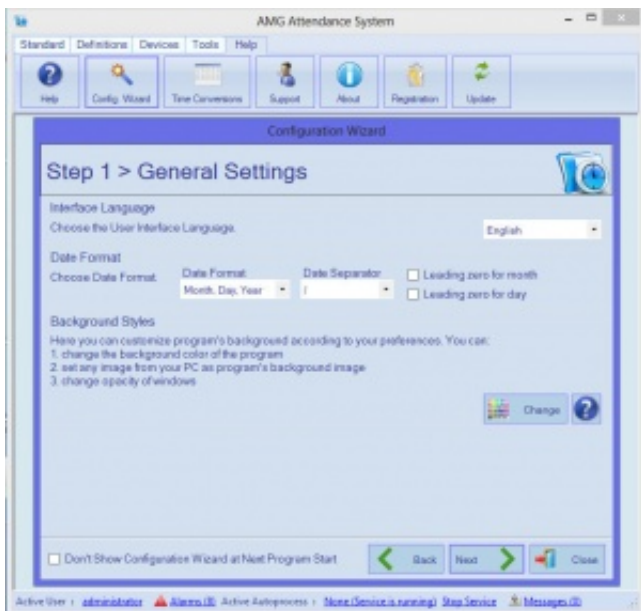 AMG Attendance System
Standard Definitions Devices Tools Help
Help Config. Wizard Time Conversions Support About Registration Update
Configuration Wizard
Step 1 > General Settings
Interface Language
Choose the User Interface Language.
English
Date Format
Choose Date Format.
Date Format
Month, Day, Year
Date Separator
/
Leading zero for month
Leading zero for day
Background Styles
Here you can customize program's background according to your preferences. You can:
1. change the background color of the program
2. set any image from your PC as program's background image
3. change opacity of windows
Change
Don't Show Configuration Wizard at Next Program Start
Back Next Close
Active User : administrator Alarms (0) Active Autoprocess : None (Service is running) Stop Service Messages (0)